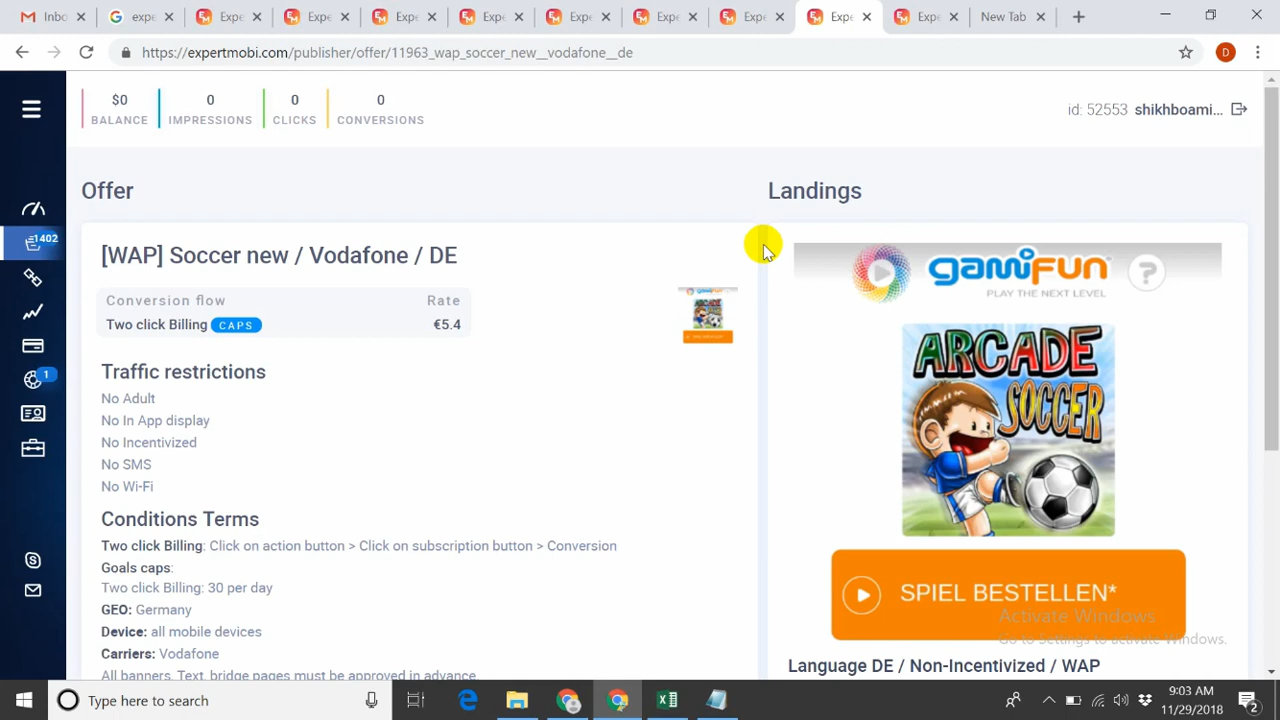 Inbo
expe
Expe
Expe
Expe
Expe
Expe
Expe
Expe
Expe
Expe
New Tab
https://expertmobi.com/publisher/offer/11963_wap_soccer_new__vodafone__de
D
$0
BALANCE
0
IMPRESSIONS
0
CLICKS
0
CONVERSIONS
id: 52553 shikhboami...
1402
1
Offer
[WAP] Soccer new / Vodafone / DE
Conversion flow Rate
Two click Billing CAPS €5.4
Traffic restrictions
No Adult
No In App display
No Incentivized
No SMS
No Wi-Fi
Conditions Terms
Two click Billing: Click on action button > Click on subscription button > Conversion
Goals caps:
Two click Billing: 30 per day
GEO: Germany
Device: all mobile devices
Carriers: Vodafone
All banners, Text, bridge pages must be approved in advance.
Landings
gamifun
PLAY THE NEXT LEVEL
?
ARCADE
SOCCER
SPIEL BESTELLEN*
Activate Windows
Go to Settings to activate Windows.
Language DE / Non-Incentivized / WAP
Type here to search
9:03 AM
11/29/2018
2